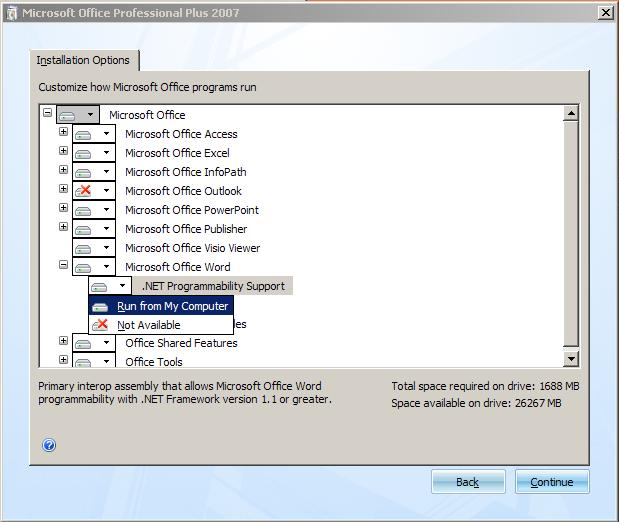 Microsoft Office Professional Plus 2007
Installation Options
Customize how Microsoft Office programs run
Microsoft Office
Microsoft Office Access
Microsoft Office Excel
Microsoft Office InfoPath
Microsoft Office Outlook
Microsoft Office PowerPoint
Microsoft Office Publisher
Microsoft Office Visio Viewer
Microsoft Office Word
.NET Programmability Support
Run from My Computer
Not Available
Office Shared Features
Office Tools
Primary interop assembly that allows Microsoft Office Word
programmability with .NET Framework version 1.1 or greater.
Total space required on drive: 1688 MB
Space available on drive: 26267 MB
Back
Continue